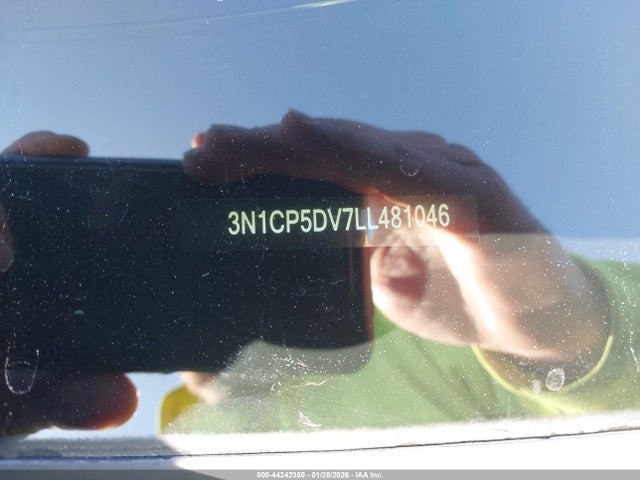 3N1CP5DV7LL481046
000-44242350 - 01/28/2026 - IAA Inc.